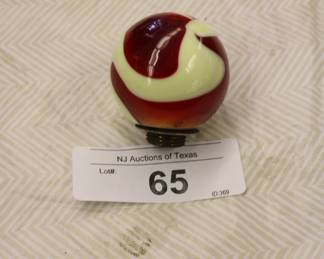 NJ Auctions of Texas
Lot#:
65
ID:369